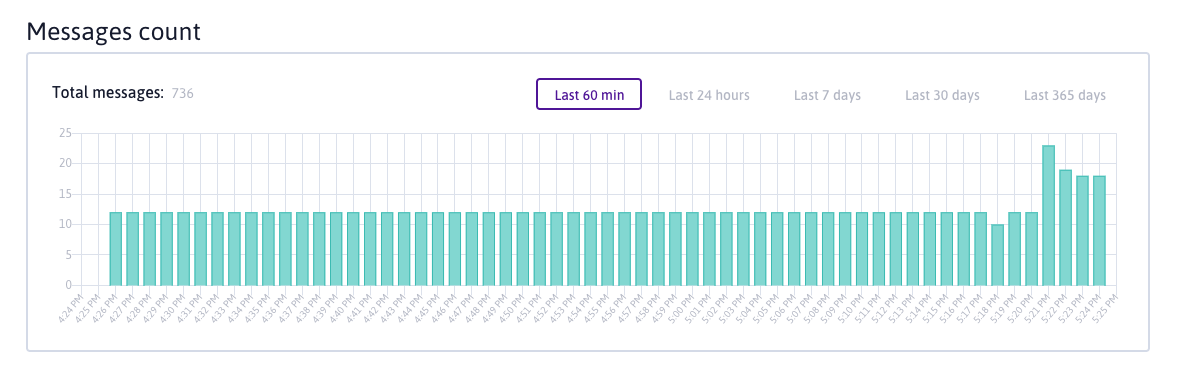 Messages count
Total messages: 736
Last 60 min Last 24 hours Last 7 days Last 30 days Last 365 days
25
20
15
10
5
0
4:24 PM 4:25 PM 4:26 PM 4:27 PM 4:28 PM 4:29 PM 4:30 PM 4:31 PM 4:32 PM 4:33 PM 4:34 PM 4:35 PM 4:36 PM 4:37 PM 4:38 PM 4:39 PM 4:40 PM 4:41 PM 4:42 PM 4:43 PM 4:44 PM 4:45 PM 4:46 PM 4:47 PM 4:48 PM 4:49 PM 4:50 PM 4:51 PM 4:52 PM 4:53 PM 4:54 PM 4:55 PM 4:56 PM 4:57 PM 4:58 PM 4:59 PM 5:00 PM 5:01 PM 5:02 PM 5:03 PM 5:04 PM 5:05 PM 5:06 PM 5:07 PM 5:08 PM 5:09 PM 5:10 PM 5:11 PM 5:12 PM 5:13 PM 5:14 PM 5:15 PM 5:16 PM 5:17 PM 5:18 PM 5:19 PM 5:20 PM 5:21 PM 5:22 PM 5:23 PM 5:24 PM 5:25 PM